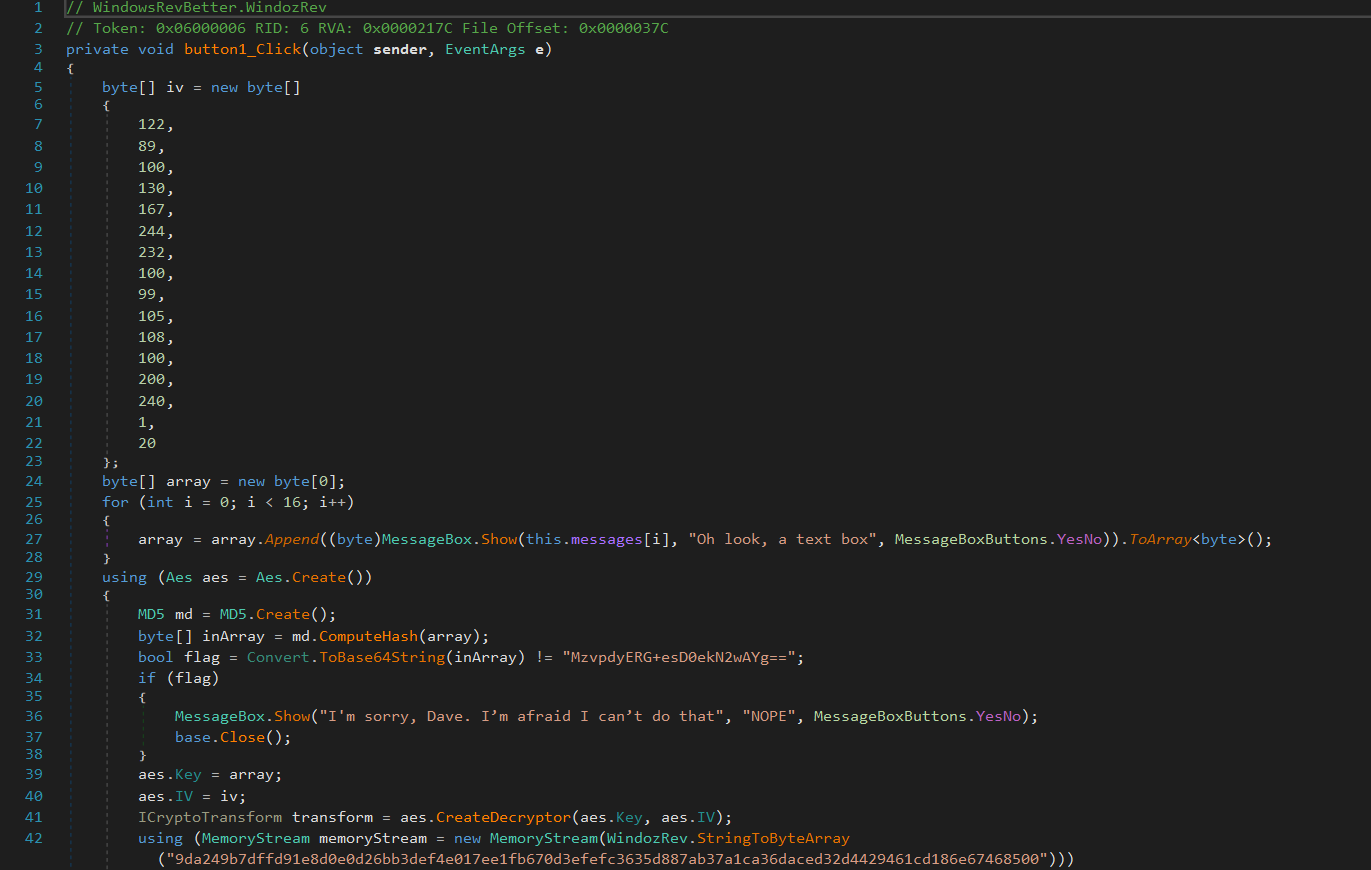 1 // WindowsRevBetter.WindozRev
2 // Token: 0x06000006 RID: 6 RVA: 0x0000217C File Offset: 0x0000037C
3 private void button1_Click(object sender, EventArgs e)
4 {
5 byte[] iv = new byte[]
6 {
7 122,
8 89,
9 100,
10 130,
11 167,
12 244,
13 232,
14 100,
15 99,
16 105,
17 108,
18 100,
19 200,
20 240,
21 1,
22 20
23 };
24 byte[] array = new byte[0];
25 for (int i = 0; i < 16; i++)
26 {
27 array = array.Append((byte)MessageBox.Show(this.messages[i], "Oh look, a text box", MessageBoxButtons.YesNo)).ToArray<byte>();
28 }
29 using (Aes aes = Aes.Create())
30 {
31 MD5 md = MD5.Create();
32 byte[] inArray = md.ComputeHash(array);
33 bool flag = Convert.ToBase64String(inArray) != "MzvpdyERG+esD0ekN2wAYg==";
34 if (flag)
35 {
36 MessageBox.Show("I'm sorry, Dave. I’m afraid I can’t do that", "NOPE", MessageBoxButtons.YesNo);
37 base.Close();
38 }
39 aes.Key = array;
40 aes.IV = iv;
41 ICryptoTransform transform = aes.CreateDecryptor(aes.Key, aes.IV);
42 using (MemoryStream memoryStream = new MemoryStream(WindozRev.StringToByteArray
("9da249b7dffd91e8d0e0d26bb3def4e017ee1fb670d3efefc3635d887ab37a1ca36daced32d4429461cd186e67468500")))